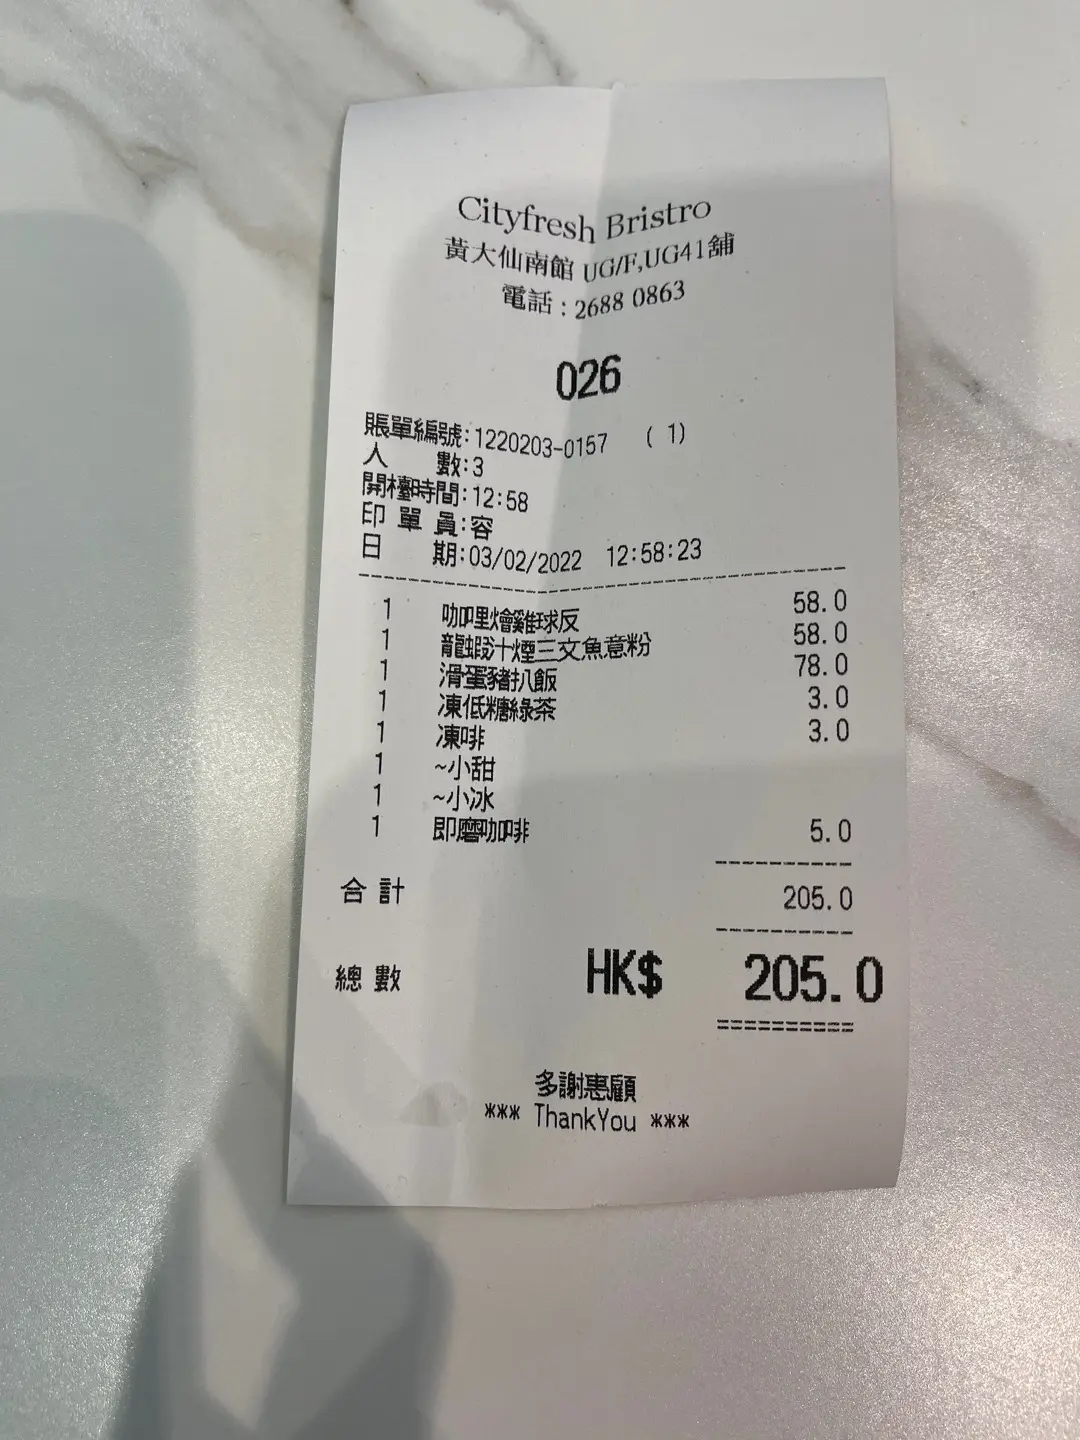 Cityfresh Bristro
黃大仙南館 UG/F,UG41舖
電話 : 2688 0863
026
賬單編號:1220203-0157 ( 1)
人 數:3
開檯時間:12:58
印 單 員:容
日 期:03/02/2022 12:58:23
1 咖哩燴雞球反 58.0
1 龍蝦汁煙三文魚意粉 58.0
1 滑蛋豬扒飯 78.0
1 凍低糖綠茶 3.0
1 凍啡 3.0
1 ~小甜
1 ~小冰
1 即磨咖啡 5.0
合 計 205.0
總 數 HK$ 205.0
==========
多謝惠顧
*** ThankYou ***